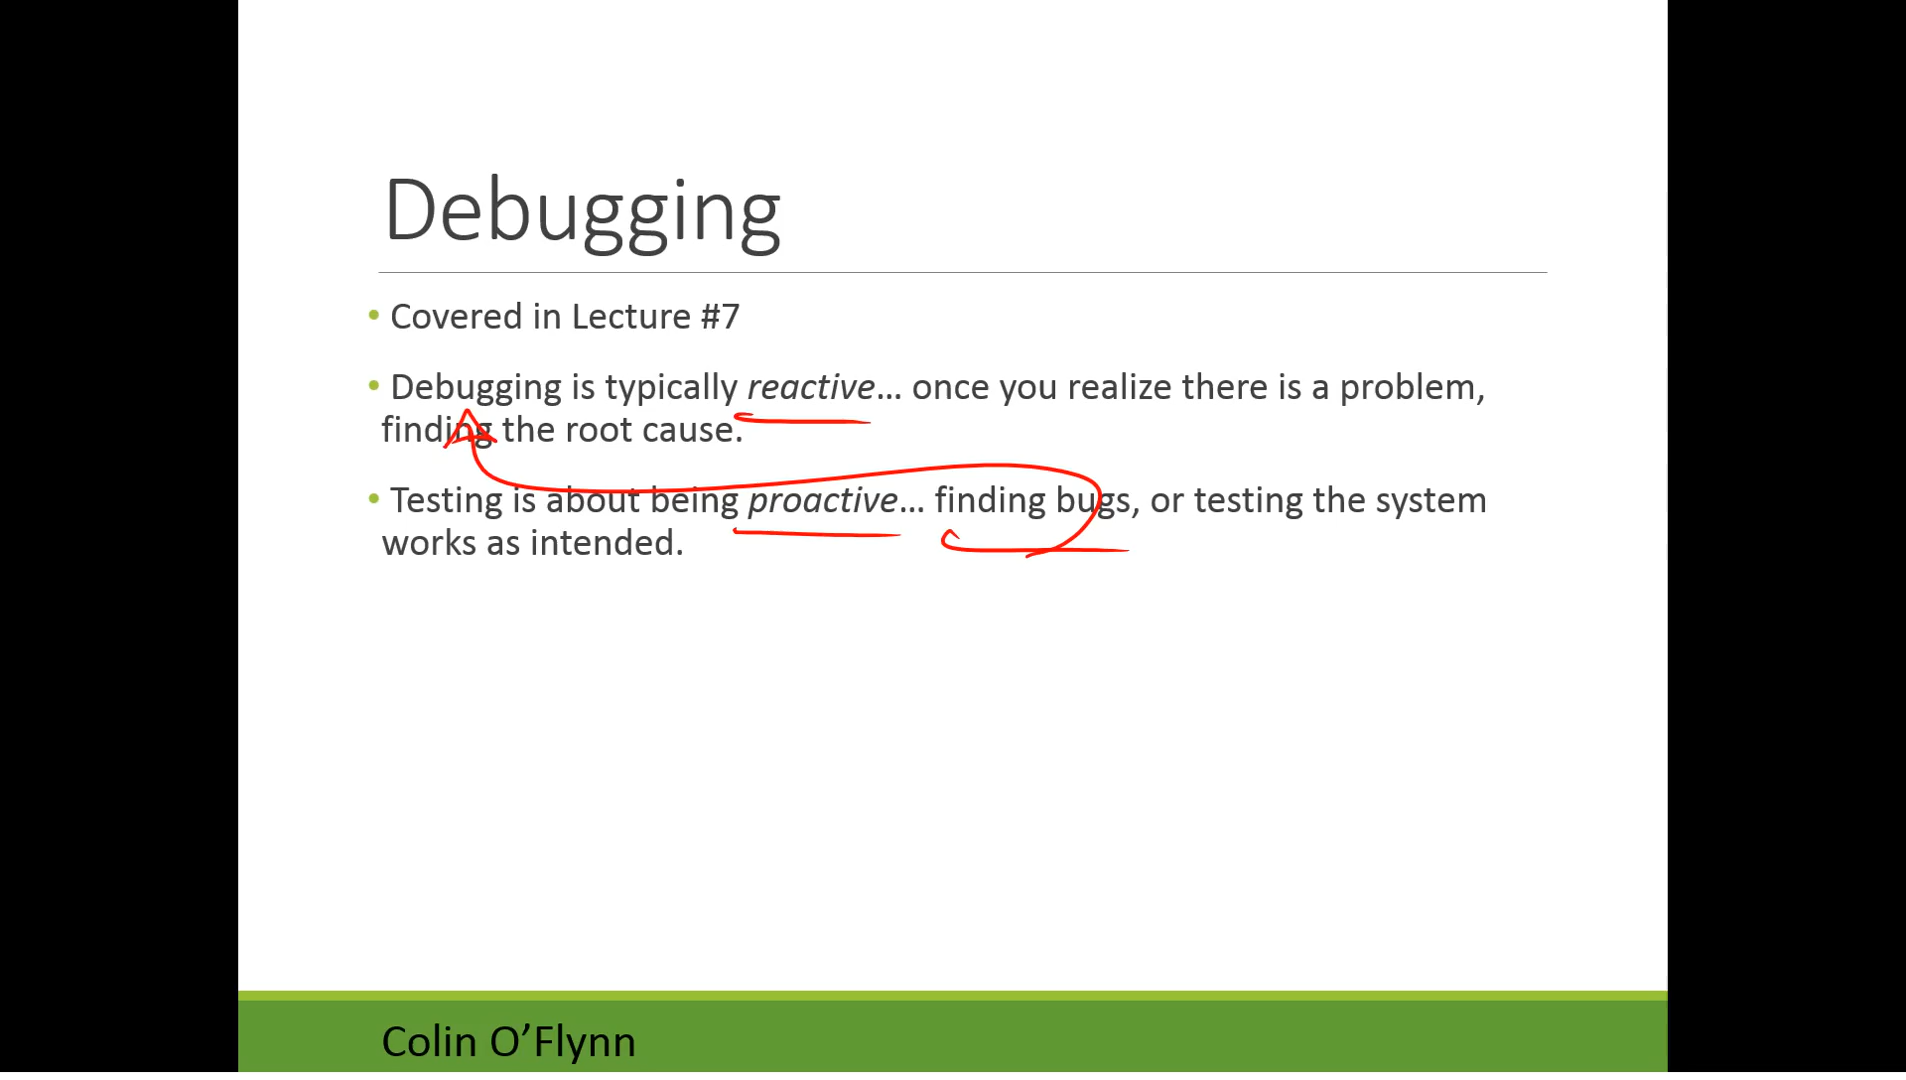 Debugging
• Covered in Lecture #7
• Debugging is typically reactive... once you realize there is a problem,
finding the root cause.
• Testing is about being proactive... finding bugs, or testing the system
works as intended.
Colin O’Flynn